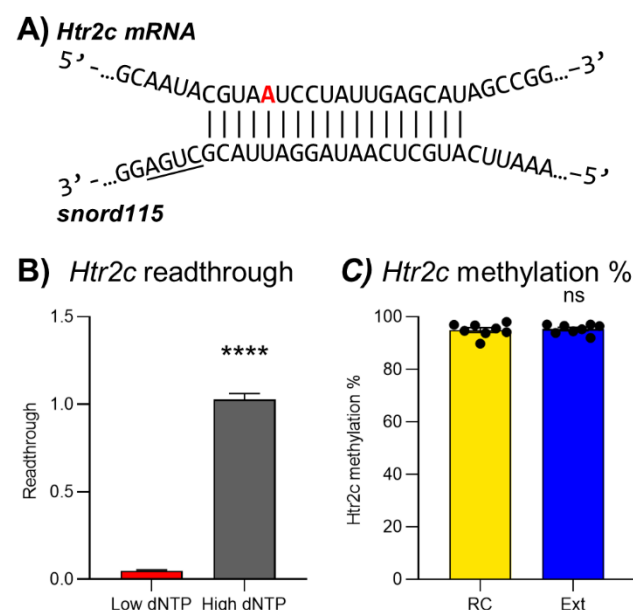 A) Htr2c mRNA
5’ -...GCAAUACGUAAUCCUAUUGAGCAUAGCCGG...-3’
3’ -...GGAGUCGCAUUAGGAUAACUCGUACUUAAA...-5’
snord115
B) Htr2c readthrough
Readthrough
1.5
1.0
0.5
0.0
****
Low dNTP High dNTP
C) Htr2c methylation %
ns
Htr2c methylation %
100
80
60
40
20
0
RC Ext